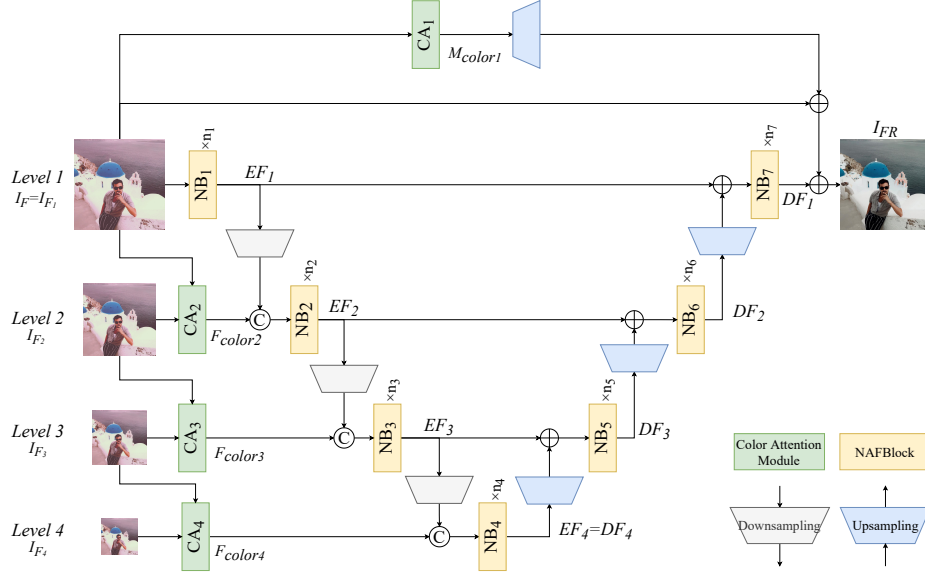 CA1
Mcolor1
×n1
×n7
IFR
Level 1
IF=IF1
NB1
EF1
NB7
DF1
×n2
×n6
Level 2
IF2
CA2
Fcolor2
C
NB2
EF2
NB6
DF2
×n3
×n5
Level 3
IF3
CA3
Fcolor3
C
NB3
EF3
NB5
DF3
Color Attention
Module
NAFBlock
×n4
Level 4
IF4
CA4
Fcolor4
C
NB4
EF4=DF4
Downsampling
Upsampling